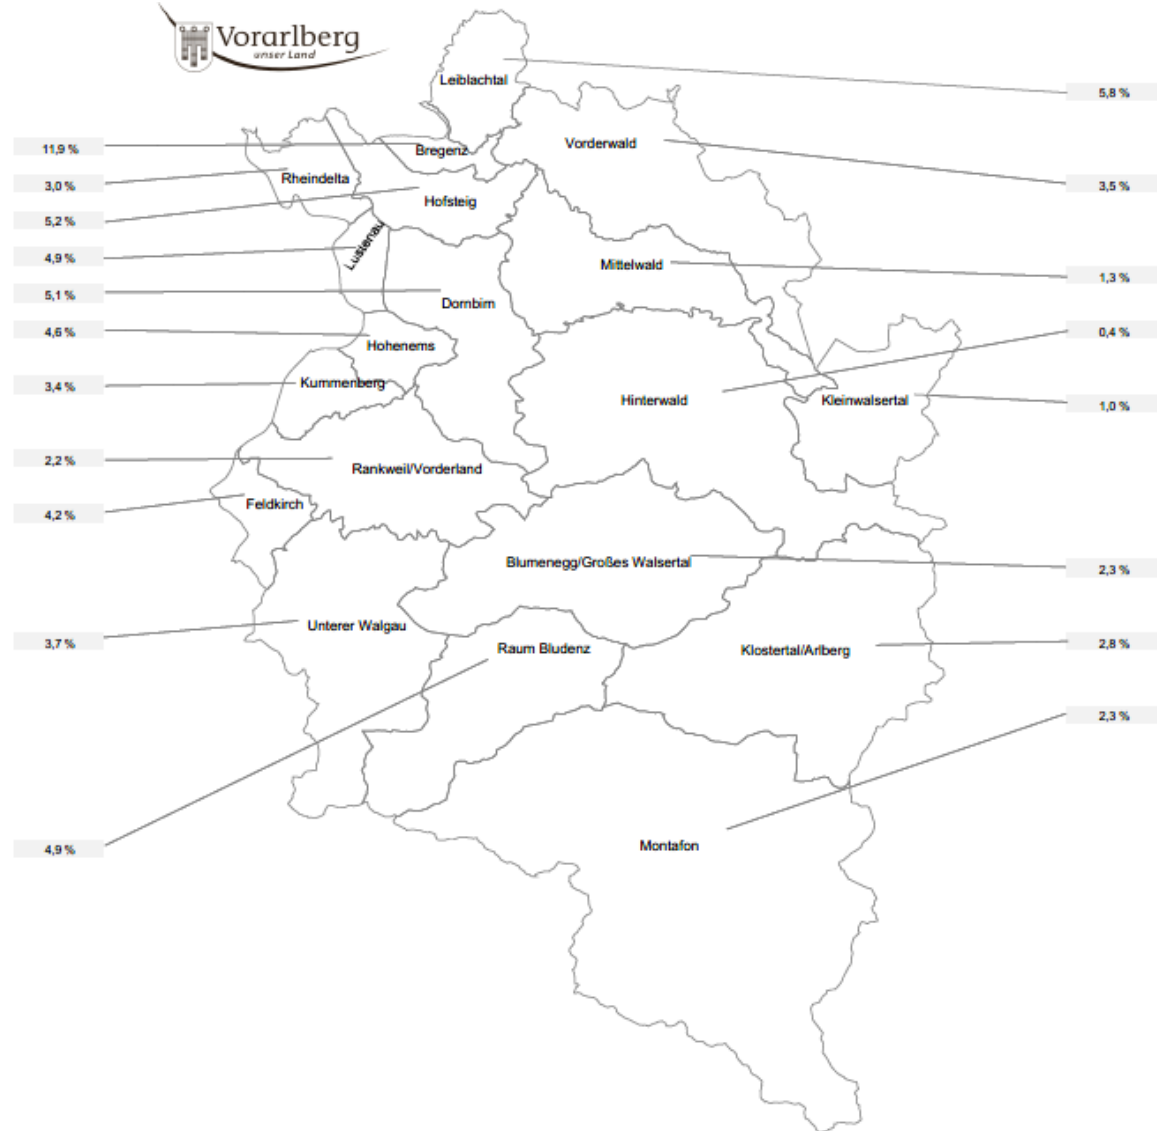 Vorarlberg
unser Land
Leiblachtal
5,8 %
11,9 %
Bregenz
Vorderwald
3,0 %
Rheindelta
3,5 %
5,2 %
Hofsteig
4,9 %
Lustenau
Mittelwald
1,3 %
5,1 %
Dornbirn
4,6 %
Hohenems
0,4 %
3,4 %
Kummenberg
Hinterwald
Kleinwalsertal
1,0 %
2,2 %
Rankweil/Vorderland
4,2 %
Feldkirch
Blumenegg/Großes Walsertal
2,3 %
3,7 %
Unterer Walgau
Raum Bludenz
Klostertal/Arlberg
2,8 %
2,3 %
4,9 %
Montafon